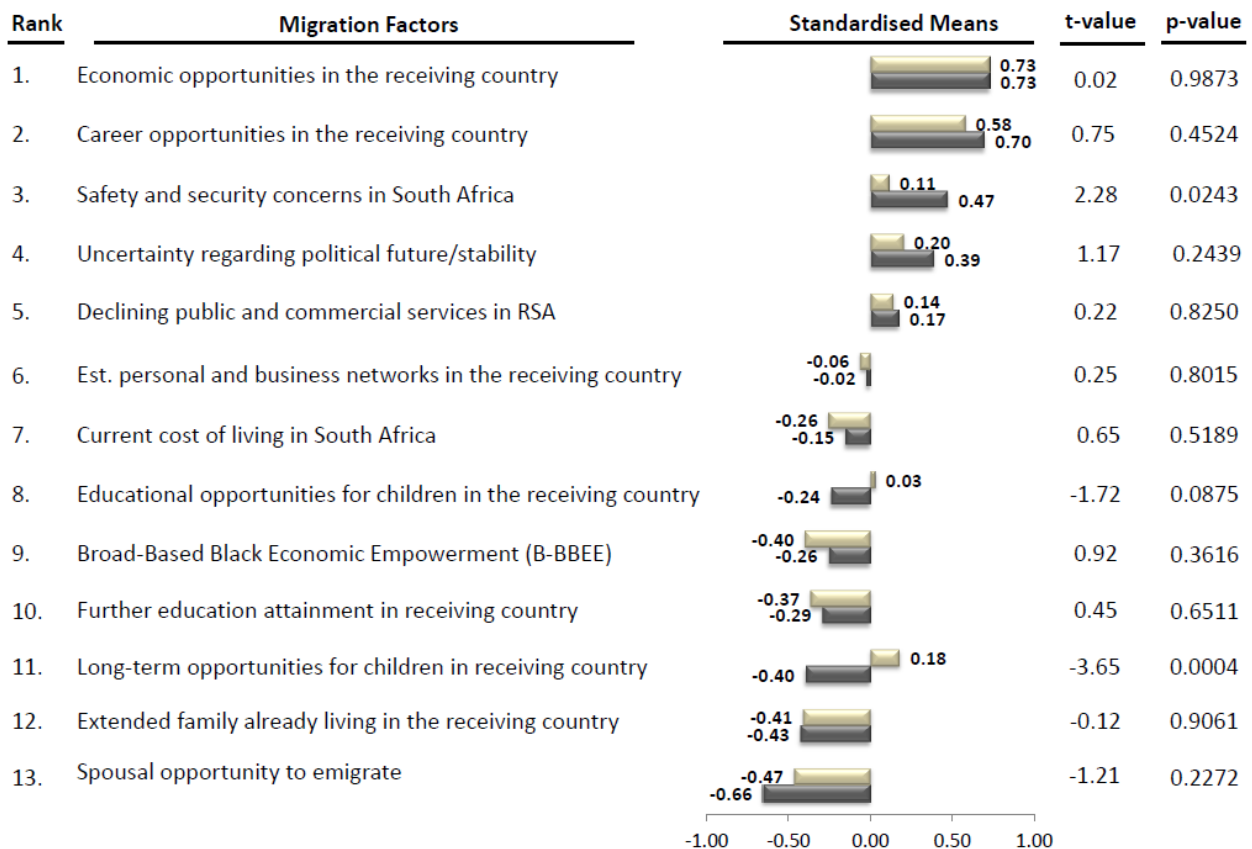 Rank Migration Factors Standardised Means t-value p-value
1. Economic opportunities in the receiving country 0.73 0.73 0.02 0.9873
2. Career opportunities in the receiving country 0.58 0.70 0.75 0.4524
3. Safety and security concerns in South Africa 0.11 0.47 2.28 0.0243
4. Uncertainty regarding political future/stability 0.20 0.39 1.17 0.2439
5. Declining public and commercial services in RSA 0.14 0.17 0.22 0.8250
6. Est. personal and business networks in the receiving country -0.06 -0.02 0.25 0.8015
7. Current cost of living in South Africa -0.26 -0.15 0.65 0.5189
8. Educational opportunities for children in the receiving country 0.03 -0.24 -1.72 0.0875
9. Broad-Based Black Economic Empowerment (B-BBEE) -0.40 -0.26 0.92 0.3616
10. Further education attainment in receiving country -0.37 -0.29 0.45 0.6511
11. Long-term opportunities for children in receiving country 0.18 -0.40 -3.65 0.0004
12. Extended family already living in the receiving country -0.41 -0.43 -0.12 0.9061
13. Spousal opportunity to emigrate -0.47 -0.66 -1.21 0.2272
-1.00 -0.50 0.00 0.50 1.00